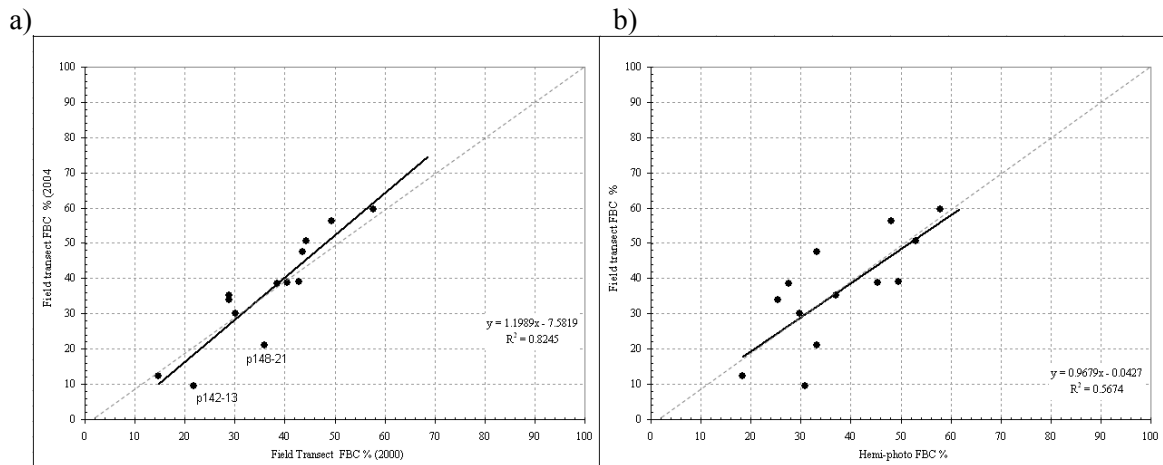 a)
b)
100
90
80
70
60
50
40
30
20
10
0
Field transect FBC % (2004
p148-21
p142-13
y = 1.1989x - 7.5819
R² = 0.8245
0 10 20 30 40 50 60 70 80 90 100
Field Transect FBC % (2000)
100
90
80
70
60
50
40
30
20
10
0
Field transect FBC %
y = 0.9679x - 0.0427
R² = 0.5674
0 10 20 30 40 50 60 70 80 90 100
Hemi-photo FBC %